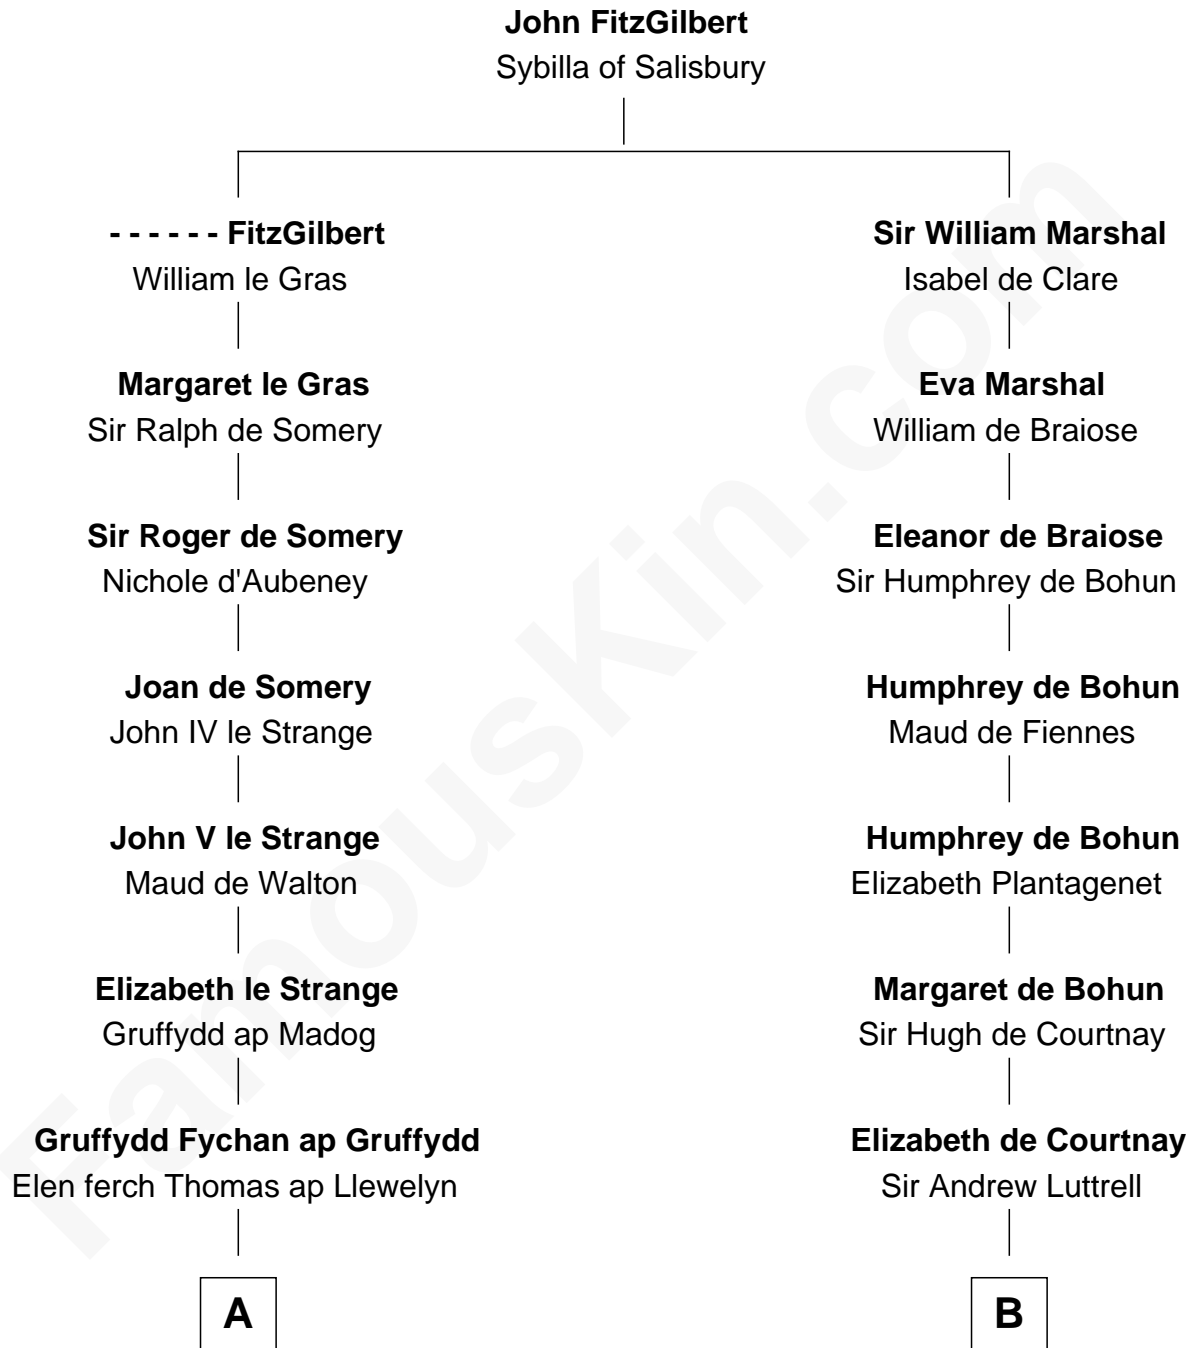 John FitzGilbert
Sybilla of Salisbury
- - - - - - FitzGilbert
William le Gras
Margaret le Gras
Sir Ralph de Somery
Sir Roger de Somery
Nichole d'Aubeney
Joan de Somery
John IV le Strange
John V le Strange
Maud de Walton
Elizabeth le Strange
Gruffydd ap Madog
Gruffydd Fychan ap Gruffydd
Elen ferch Thomas ap Llewelyn
A
Sir William Marshal
Isabel de Clare
Eva Marshal
William de Braiose
Eleanor de Braiose
Sir Humphrey de Bohun
Humphrey de Bohun
Maud de Fiennes
Humphrey de Bohun
Elizabeth Plantagenet
Margaret de Bohun
Sir Hugh de Courtnay
Elizabeth de Courtnay
Sir Andrew Luttrell
B
FamousKin.com